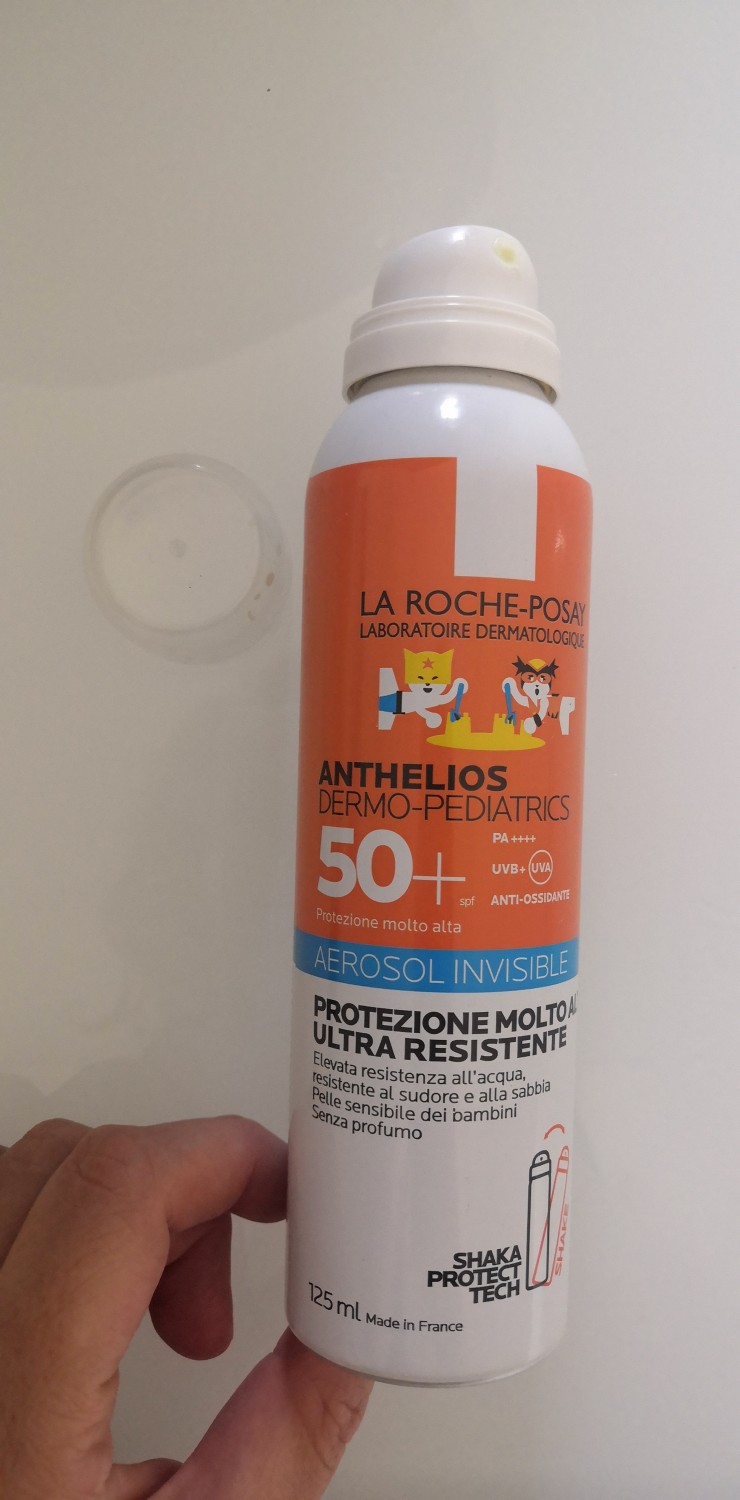 LA ROCHE-POSAY
LABORATOIRE DERMATOLOGIQUE
ANTHELIOS
DERMO-PEDIATRICS
50+ spf
PA ++++
UVB+ UVA
ANTI-OSSIDANTE
Protezione molto alta
AEROSOL INVISIBLE
PROTEZIONE MOLTO
ULTRA RESISTENTE
Elevata resistenza all'acqua,
resistente al sudore e alla sabbia
Pelle sensibile dei bambini
Senza profumo
SHAKE
SHAKA
PROTECT
TECH
125 ml Made in France